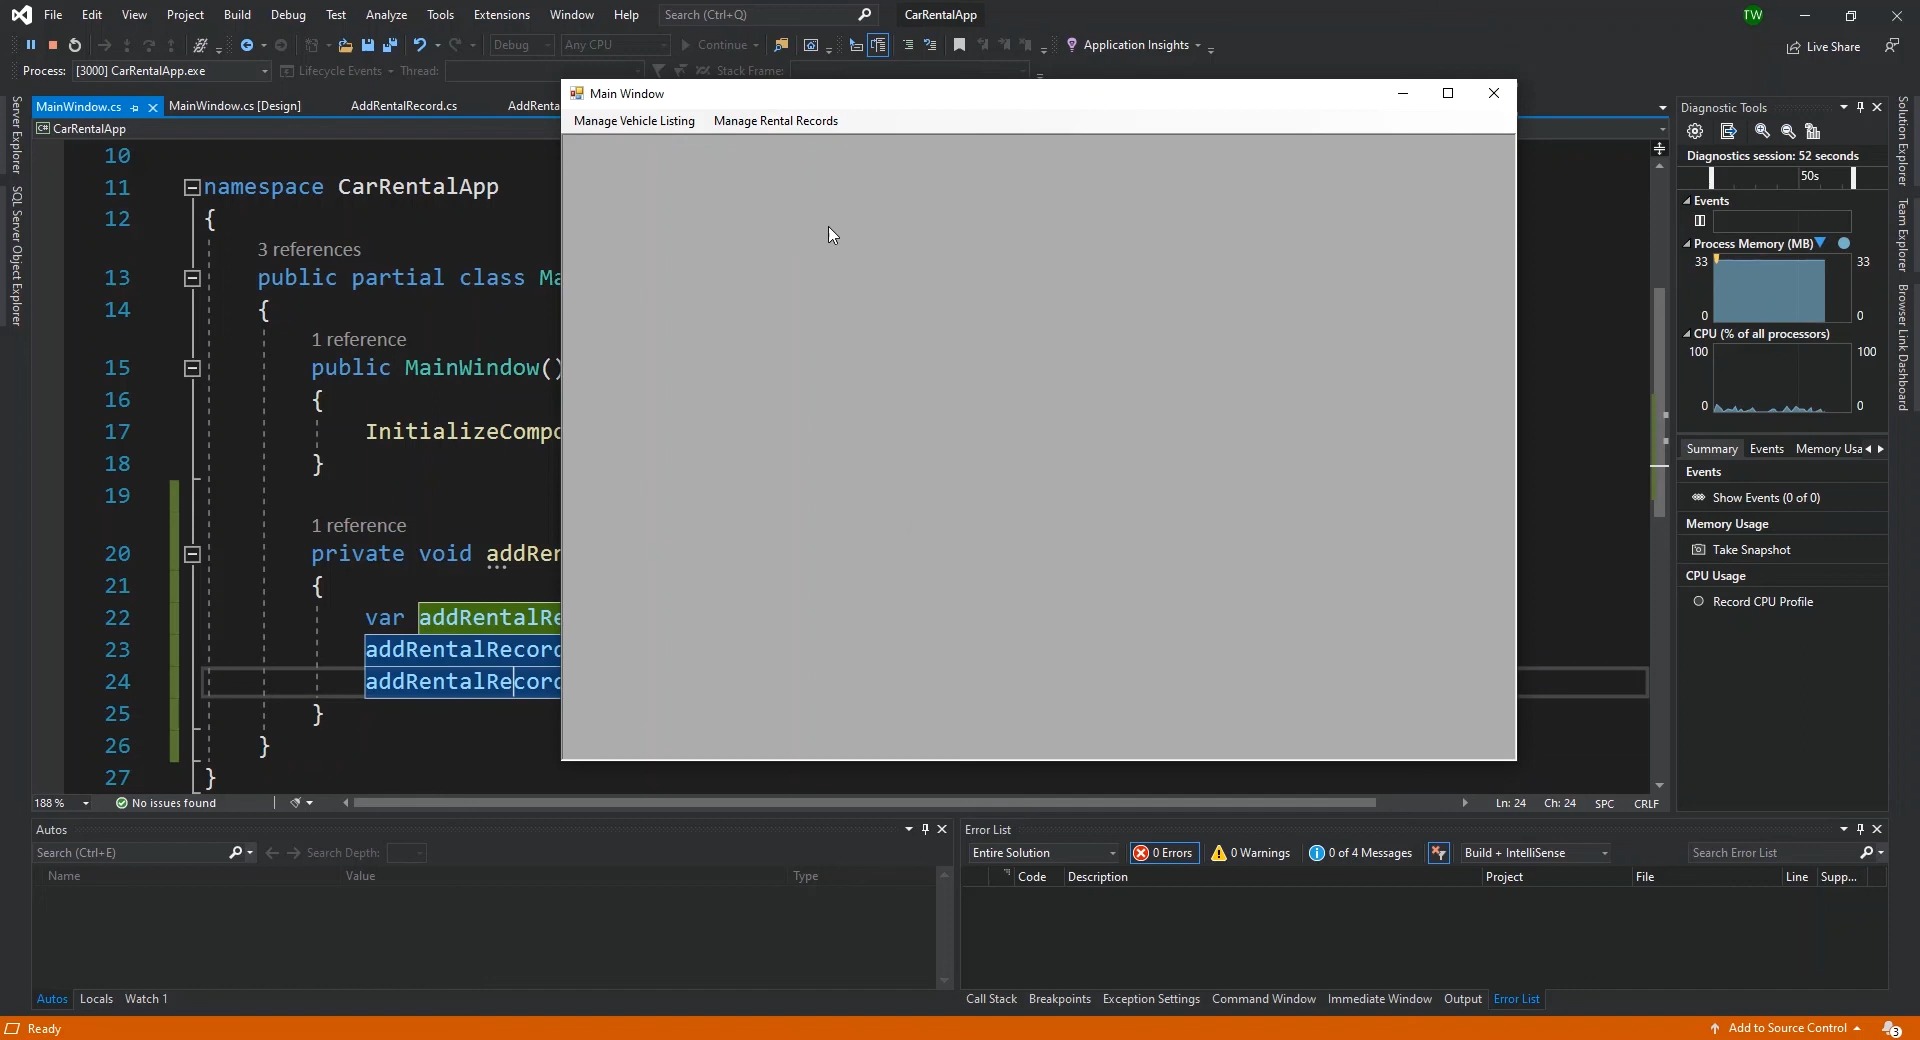 File Edit View Project Build Debug Test Analyze Tools Extensions Window Help Search (Ctrl+Q) CarRentalApp TW
Debug Any CPU Continue Application Insights Live Share
Process: [3000] CarRentalApp.exe Lifecycle Events Thread: Stack Frame:
Server Explorer
SQL Server Object Explorer
MainWindow.cs MainWindow.cs [Design] AddRentalRecord.cs AddRenta
CarRentalApp
10
11 namespace CarRentalApp
12 {
3 references
13 public partial class Ma
14 {
1 reference
15 public MainWindow()
16 {
17 InitializeCompo
18 }
19
1 reference
20 private void addRen
21 {
22 var addRentalRe
23 addRentalRecord
24 addRentalRecord
25 }
26 }
27 }
188 % No issues found Ln: 24 Ch: 24 SPC CRLF
Main Window
Manage Vehicle Listing Manage Rental Records
Diagnostic Tools
Diagnostics session: 52 seconds
50s
Events
Process Memory (MB)
33 33
0 0
CPU (% of all processors)
100 100
0 0
Summary Events Memory Usa
Events
Show Events (0 of 0)
Memory Usage
Take Snapshot
CPU Usage
Record CPU Profile
Solution Explorer
Team Explorer
Browser Link Dashboard
Autos
Search (Ctrl+E) Search Depth:
Name Value Type
Autos Locals Watch 1
Error List
Entire Solution 0 Errors 0 Warnings 0 of 4 Messages Build + IntelliSense Search Error List
Code Description Project File Line Supp...
Call Stack Breakpoints Exception Settings Command Window Immediate Window Output Error List
Ready Add to Source Control 3